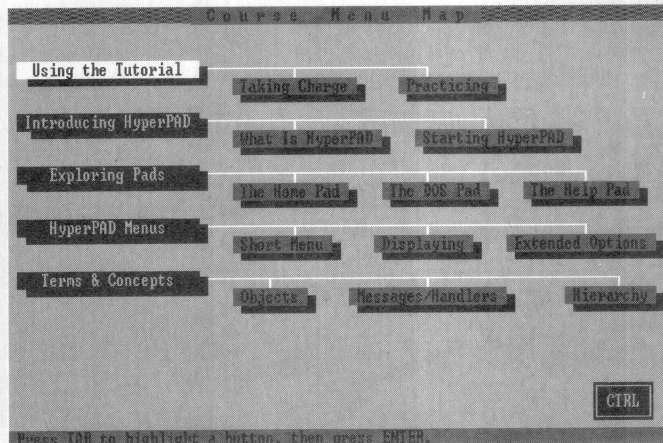 Course Menu Map
Using the Tutorial
Taking Charge
Practicing
Introducing HyperPAD
What Is HyperPAD
Starting HyperPAD
Exploring Pads
The Home Pad
The DOS Pad
The Help Pad
HyperPAD Menus
Short Menu
Displaying
Extended Options
Terms & Concepts
Objects
Messages/Handlers
Hierarchy
CTRL
Press TAB to highlight a button, then press ENTER.